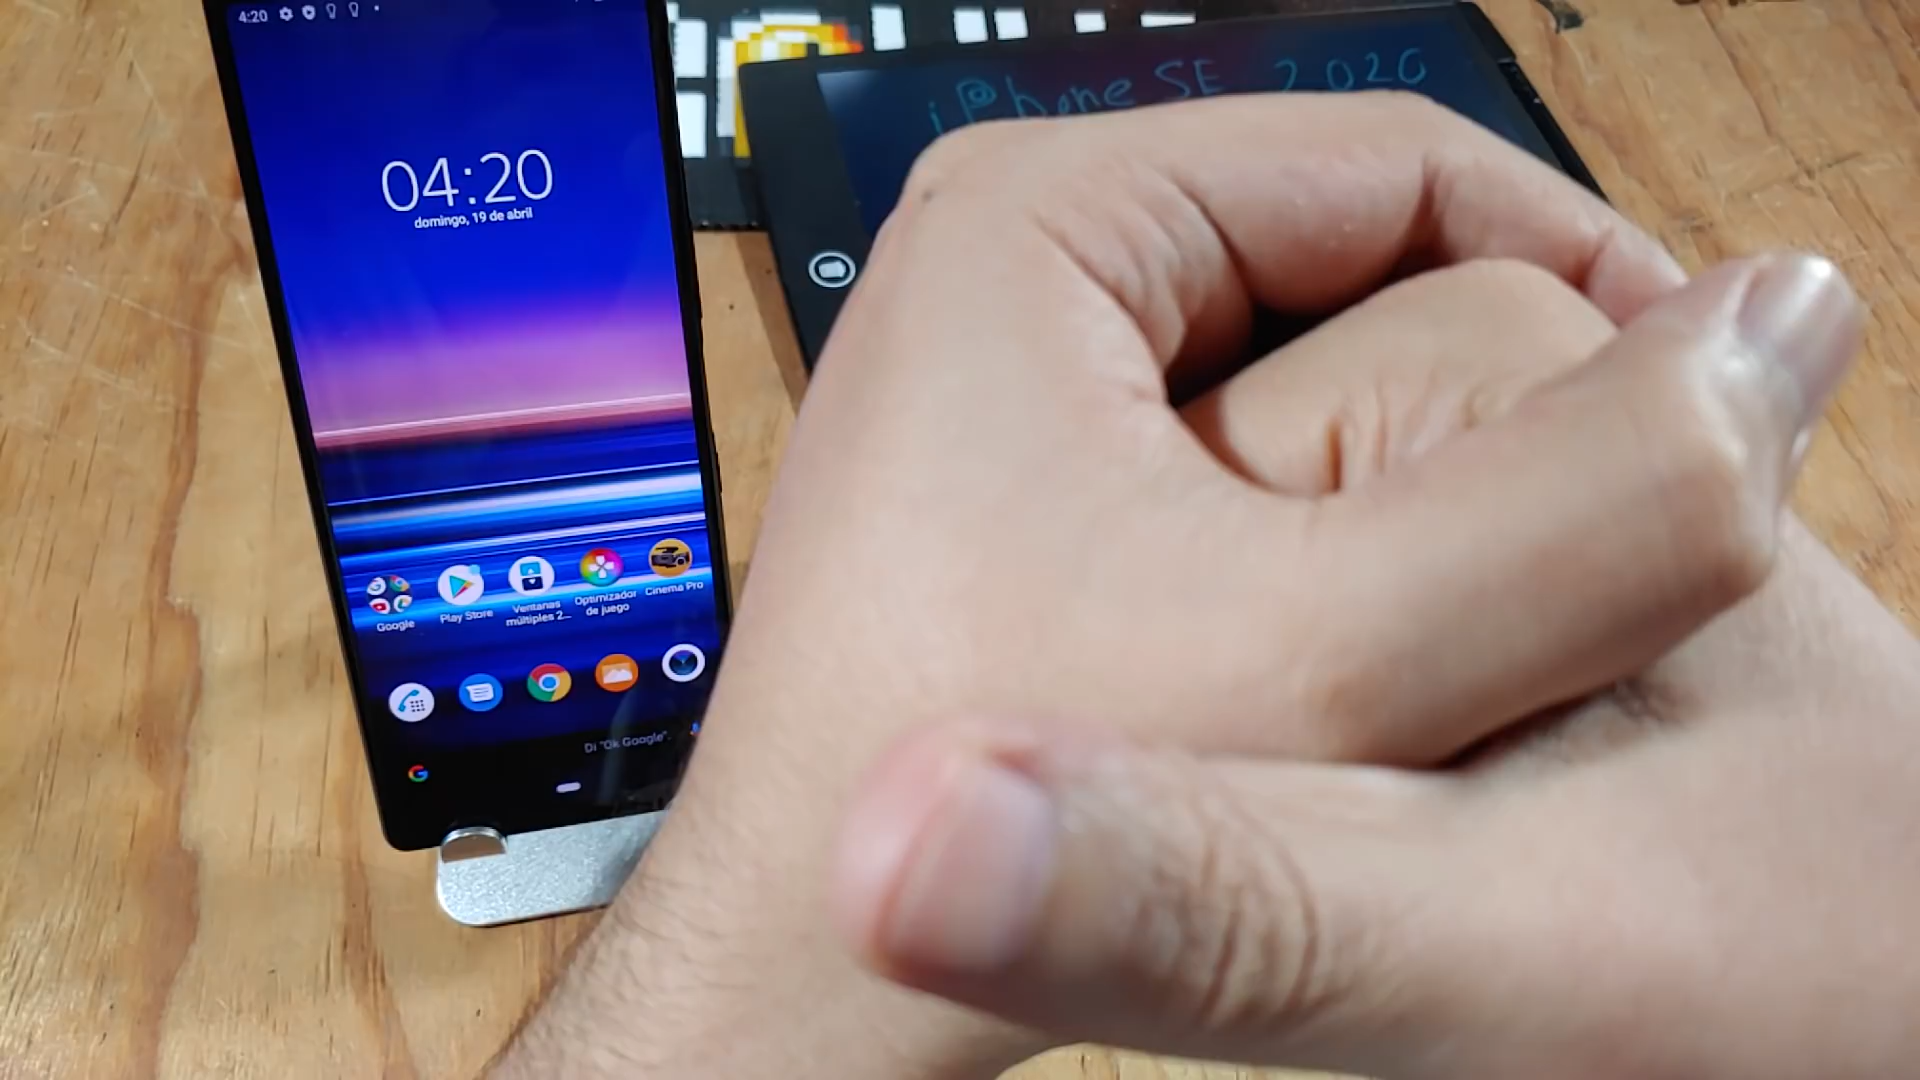 4:20
iPhone SE 2020
04:20
domingo, 19 de abril
Google
Play Store
Ventanas
múltiples 2...
Optimizador
de juego
Cinema Pro
Di "Ok Google".
G